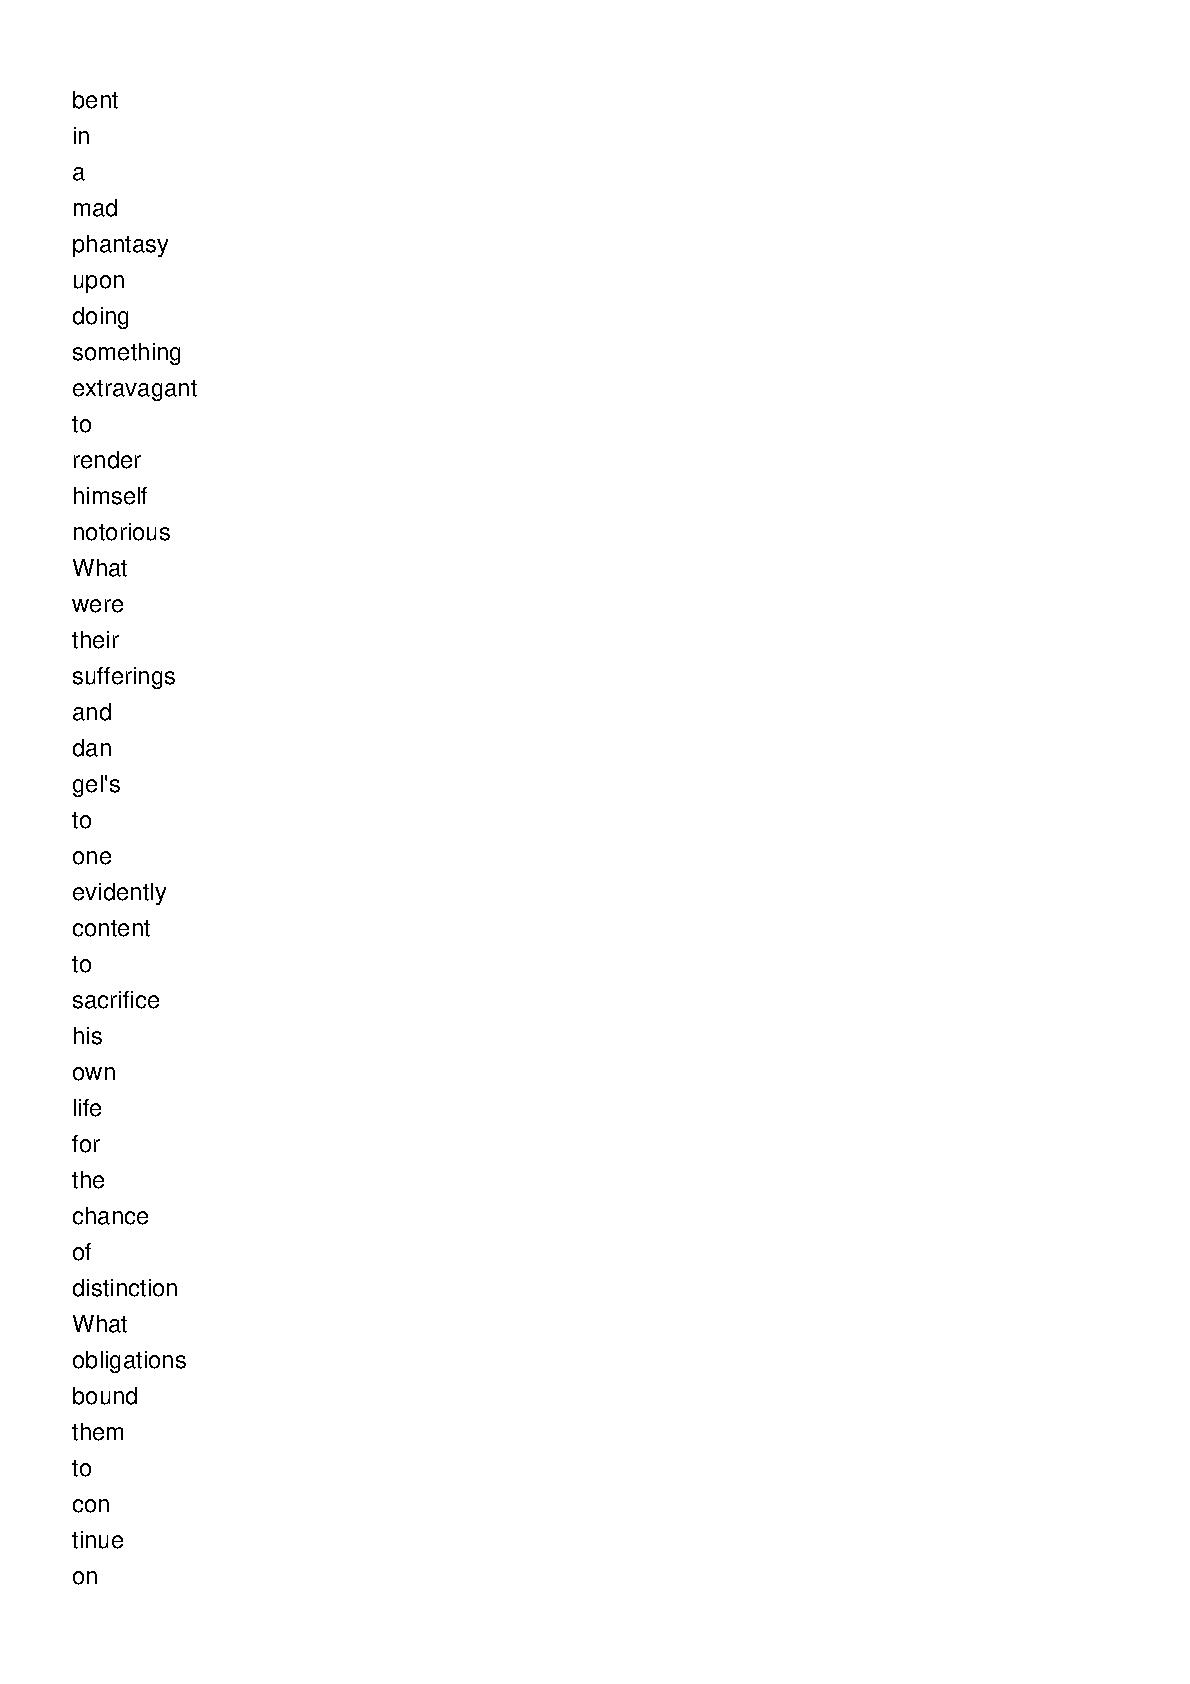 bent
in
a
mad
phantasy
upon
doing
something
extravagant
to
render
himself
notorious
What
were
their
sufferings
and
dan
gel's
to
one
evidently
content
to
sacrifice
his
own
life
for
the
chance
of
distinction
What
obligations
bound
them
to
con
tinue
on